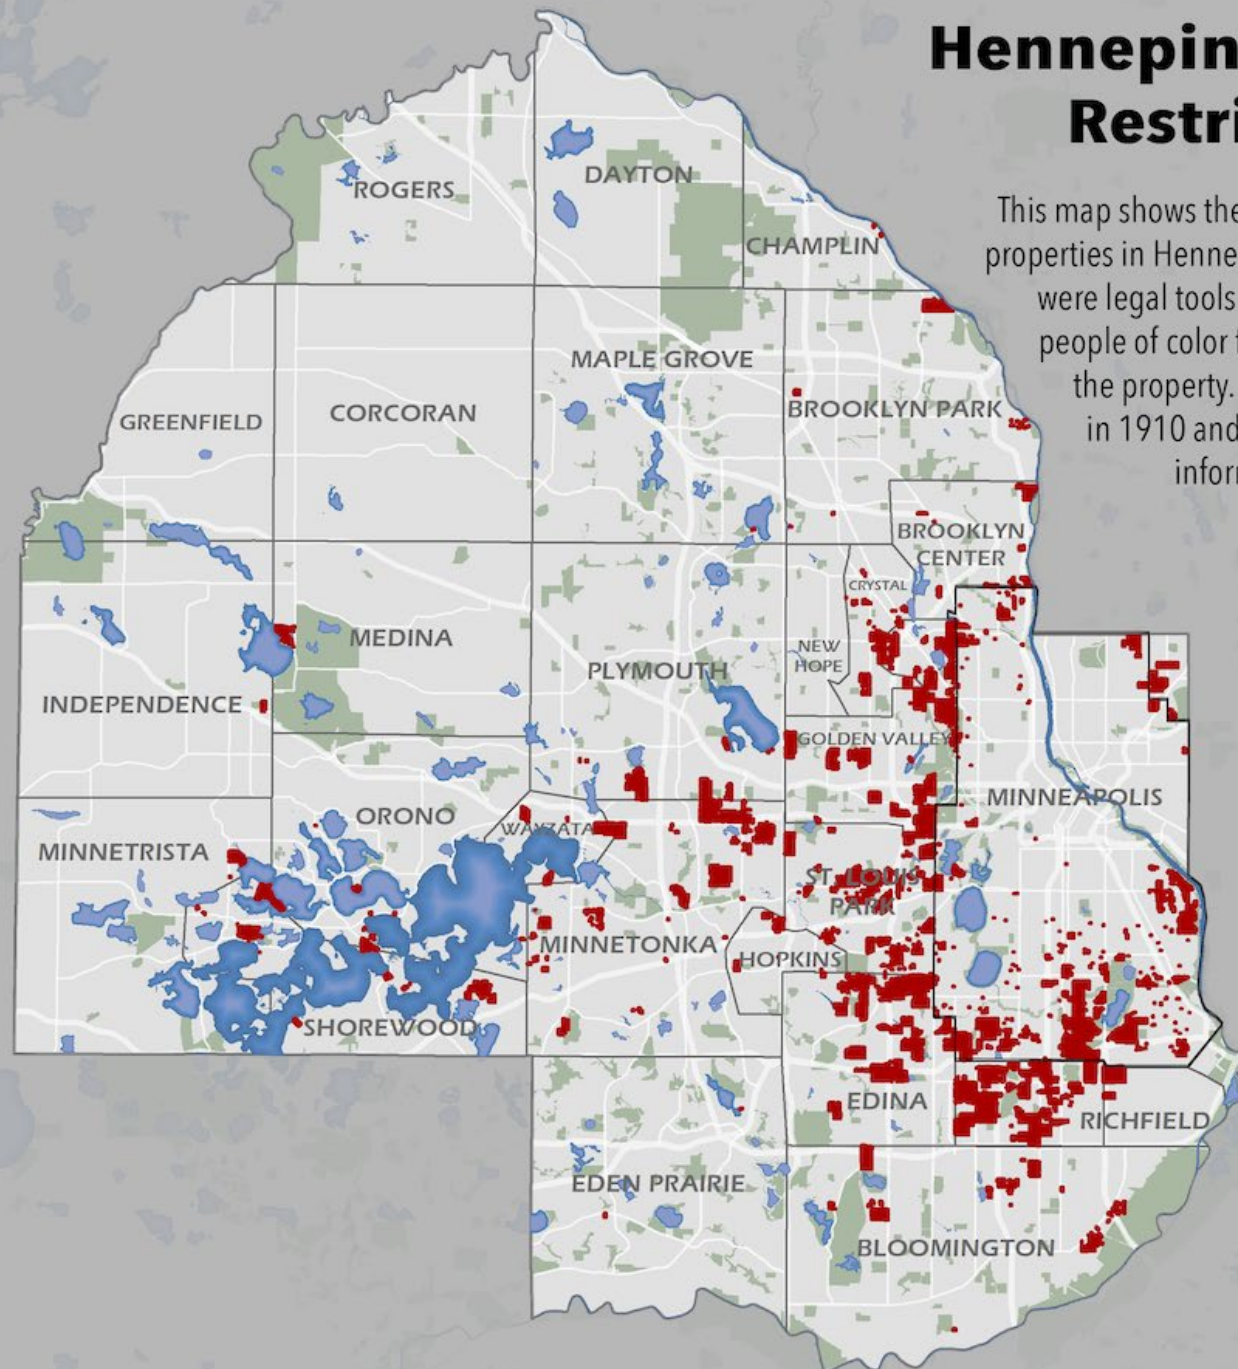 Hennepin
Restri
This map shows the
properties in Henne
were legal tools
people of color f
the property.
in 1910 and
inforr
ROGERS
DAYTON
CHAMPLIN
MAPLE GROVE
GREENFIELD
CORCORAN
BROOKLYN PARK
BROOKLYN
CENTER
CRYSTAL
MEDINA
NEW
HOPE
PLYMOUTH
INDEPENDENCE
GOLDEN VALLEY
MINNEAPOLIS
ORONO
WAYZATA
MINNETRISTA
ST. LOUIS
PARK
MINNETONKA
HOPKINS
SHOREWOOD
EDINA
RICHFIELD
EDEN PRAIRIE
BLOOMINGTON